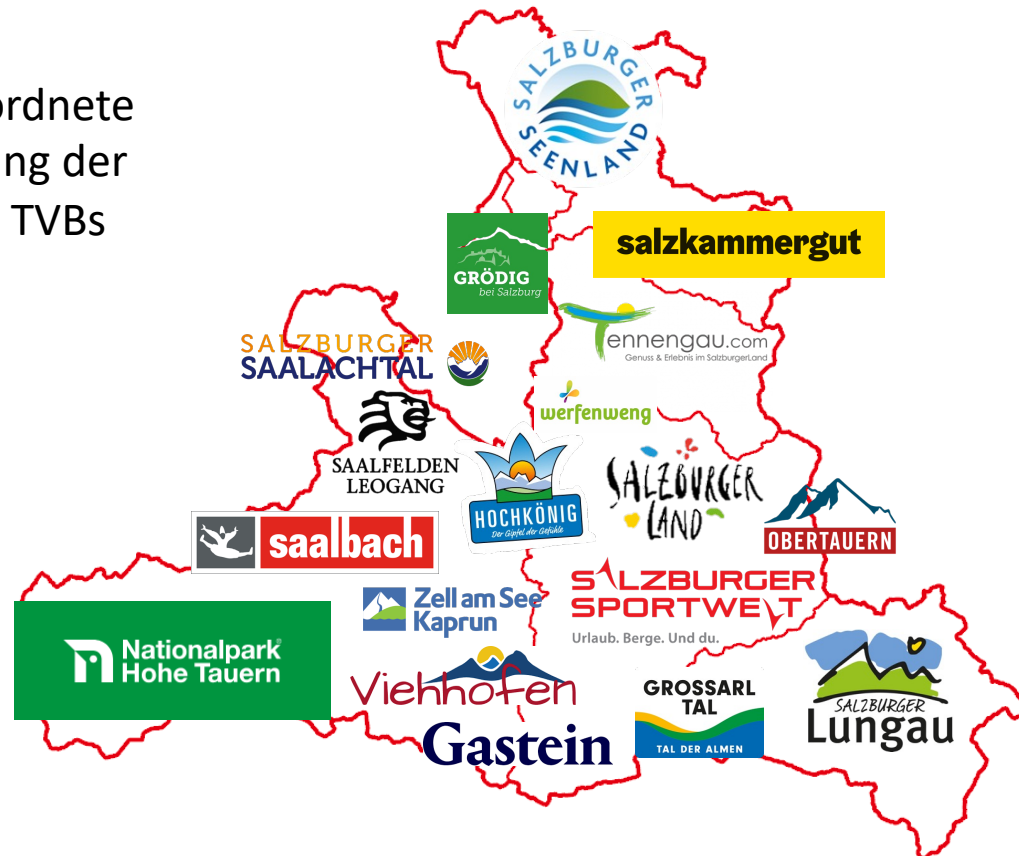 ordnete
ng der
TVBs
SALZBURGER
SEENLAND
GRÖDIG
bei Salzburg
salzkammergut
Tennengau.com
Genuss & Erlebnis im SalzburgerLand
SALZBURGER
SAALACHTAL
werfenweng
SAALFELDEN
LEOGANG
HOCHKÖNIG
Der Gipfel der Gefühle
SALZBURGER
LAND
OBERTAUERN
saalbach
Zell am See
Kaprun
SALZBURGER
SPORTWELT
Urlaub. Berge. Und du.
Nationalpark
Hohe Tauern
Viehhofen
Gastein
GROSSARL
TAL
TAL DER ALMEN
SALZBURGER
Lungau